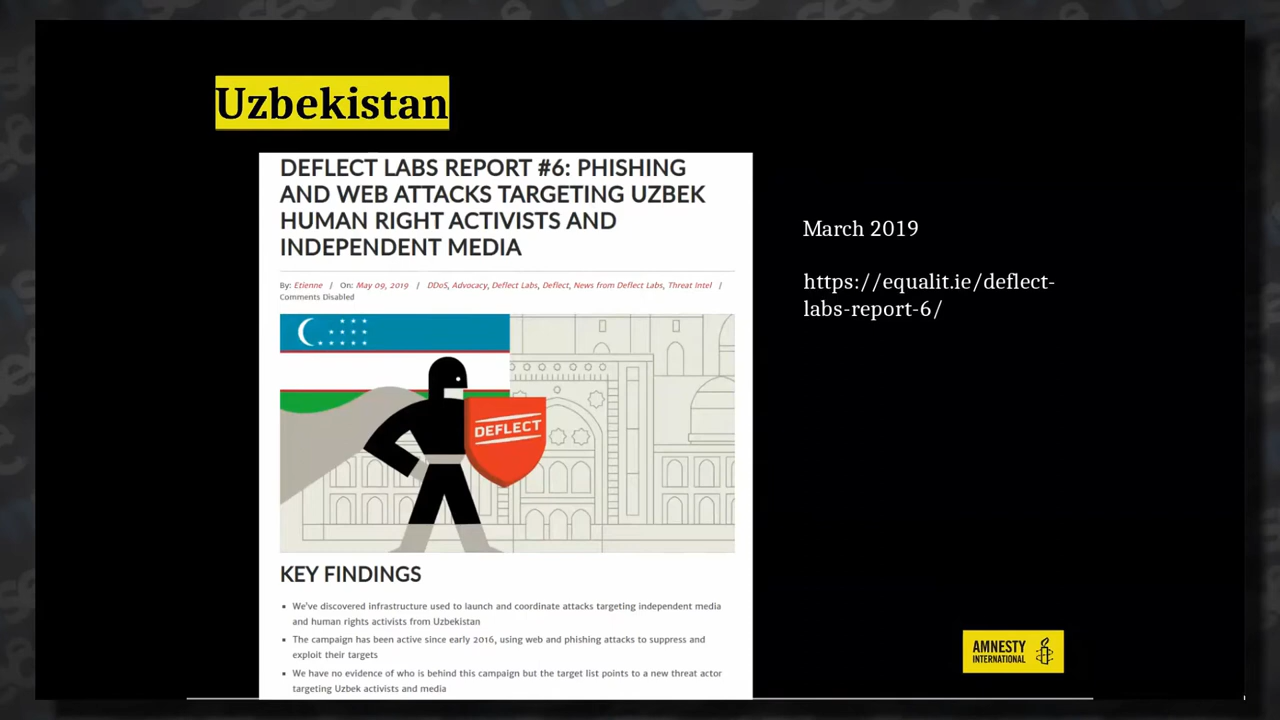 Uzbekistan
DEFLECT LABS REPORT #6: PHISHING
AND WEB ATTACKS TARGETING UZBEK
HUMAN RIGHT ACTIVISTS AND
INDEPENDENT MEDIA
By: Etienne / On: May 09, 2019 / DDoS, Advocacy, Deflect Labs, Deflect, News from Deflect Labs, Threat Intel /
Comments Disabled
DEFLECT
KEY FINDINGS
▪ We've discovered infrastructure used to launch and coordinate attacks targeting independent media
and human rights activists from Uzbekistan
▪ The campaign has been active since early 2016, using web and phishing attacks to suppress and
exploit their targets
▪ We have no evidence of who is behind this campaign but the target list points to a new threat actor
targeting Uzbek activists and media
March 2019
https://equalit.ie/deflect-
labs-report-6/
AMNESTY
INTERNATIONAL